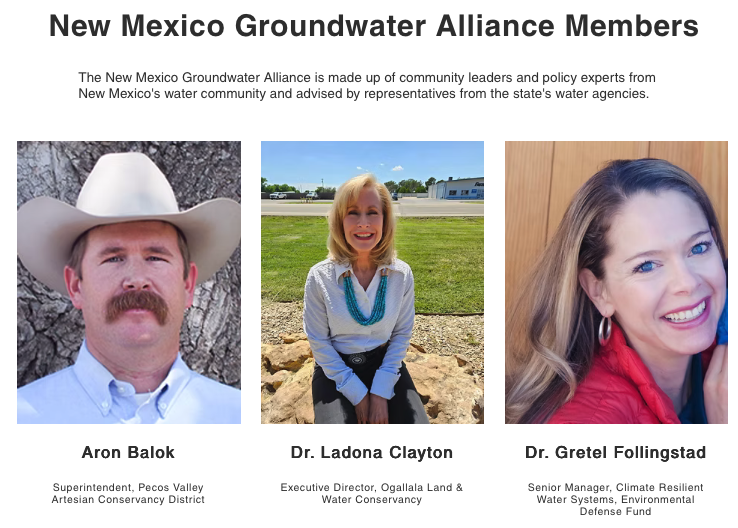 New Mexico Groundwater Alliance Members
The New Mexico Groundwater Alliance is made up of community leaders and policy experts from
New Mexico's water community and advised by representatives from the state's water agencies.
Aron Balok
Superintendent, Pecos Valley
Artesian Conservancy District
Dr. Ladona Clayton
Executive Director, Ogallala Land &
Water Conservancy
Dr. Gretel Follingstad
Senior Manager, Climate Resilient
Water Systems, Environmental
Defense Fund